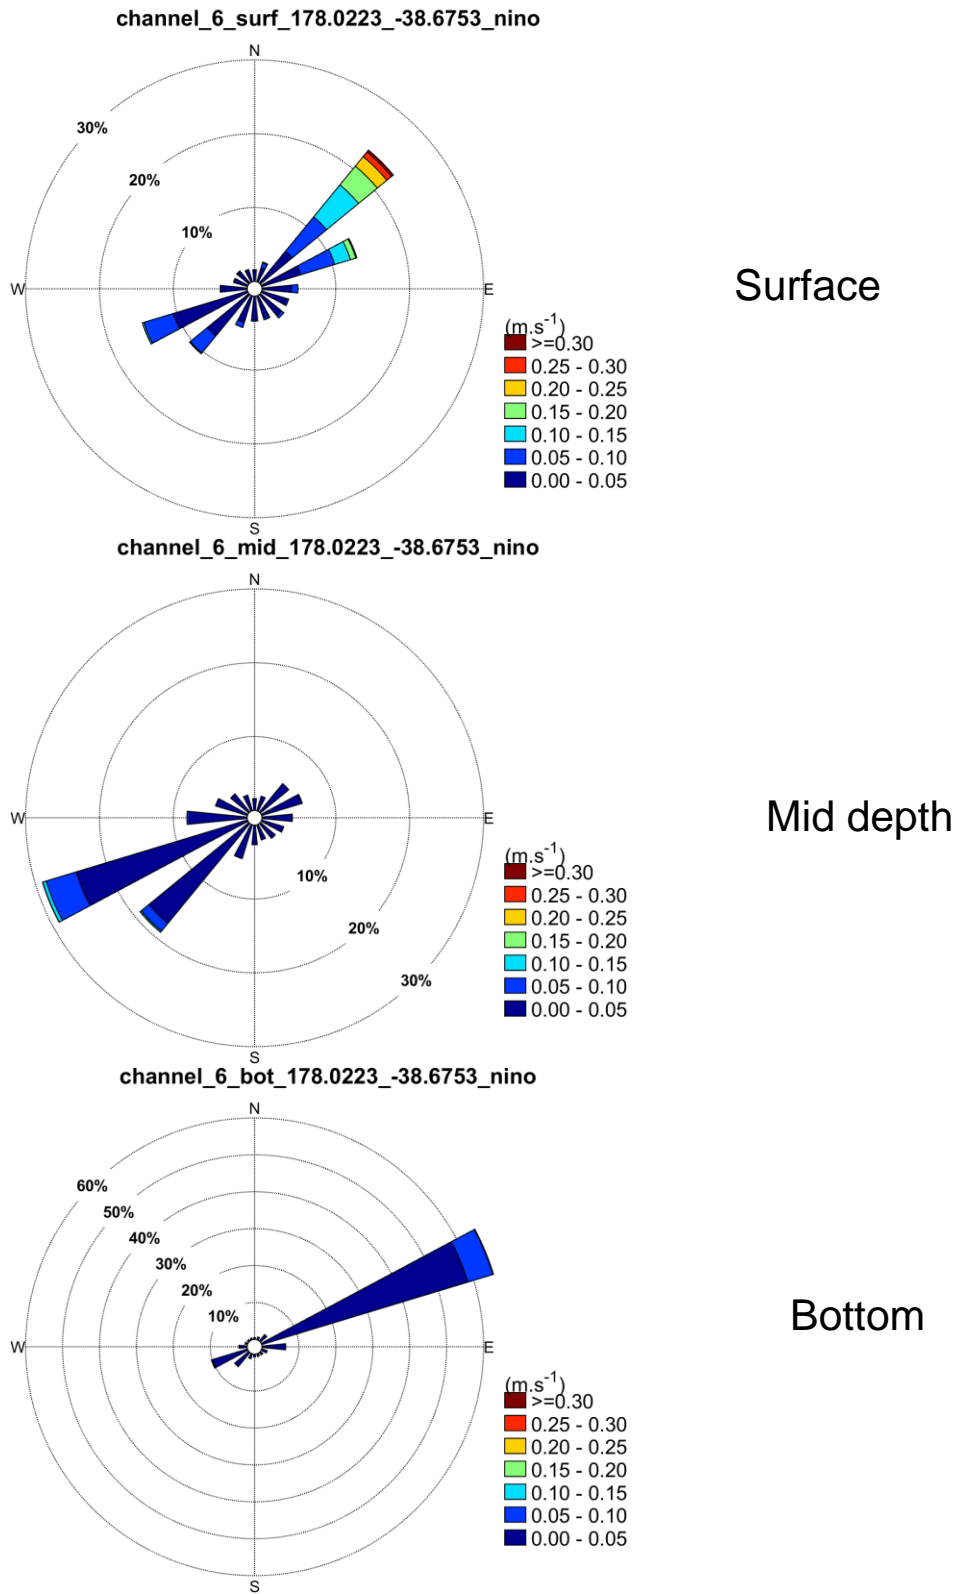 channel_6_surf_178.0223_-38.6753_nino
N
30%
20%
10%
W
E
S
Surface
(m.s-1)
>=0.30
0.25 - 0.30
0.20 - 0.25
0.15 - 0.20
0.10 - 0.15
0.05 - 0.10
0.00 - 0.05
channel_6_mid_178.0223_-38.6753_nino
N
W
E
10%
20%
30%
S
Mid depth
(m.s-1)
>=0.30
0.25 - 0.30
0.20 - 0.25
0.15 - 0.20
0.10 - 0.15
0.05 - 0.10
0.00 - 0.05
channel_6_bot_178.0223_-38.6753_nino
N
60%
50%
40%
30%
20%
10%
W
E
S
Bottom
(m.s-1)
>=0.30
0.25 - 0.30
0.20 - 0.25
0.15 - 0.20
0.10 - 0.15
0.05 - 0.10
0.00 - 0.05